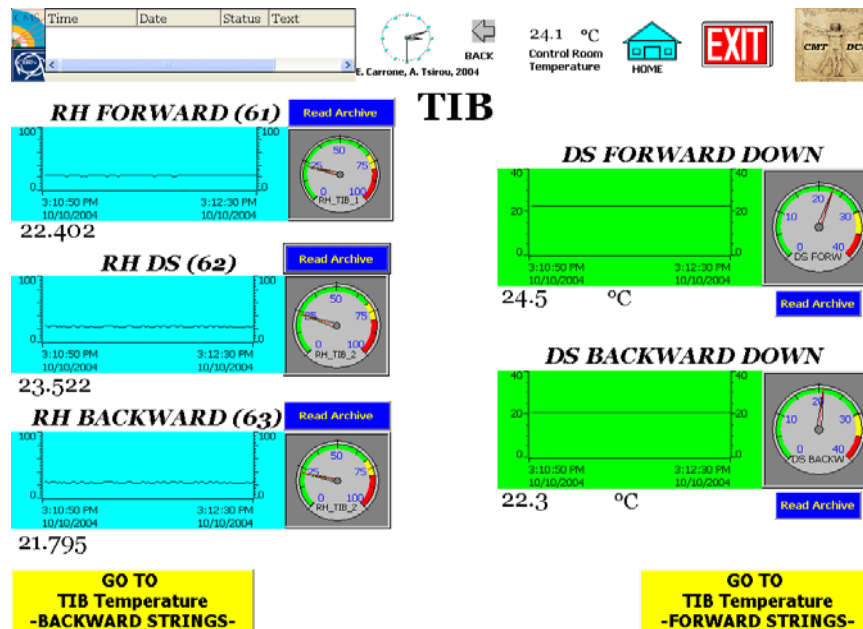 CMS
Time Date Status Text
CERN
E. Carrone, A. Tsirou, 2004
BACK
24.1 ºC
Control Room
Temperature
HOME
EXIT
CMT DCS
TIB
RH FORWARD (61)
Read Archive
100 100
0 0
3:10:50 PM 3:12:30 PM
10/10/2004 10/10/2004
0 25 50 75 100
RH_TIB_1
22.402
RH DS (62)
Read Archive
100 100
0 0
3:10:50 PM 3:12:30 PM
10/10/2004 10/10/2004
0 25 50 75 100
RH_TIB_2
23.522
RH BACKWARD (63)
Read Archive
100 100
0 0
3:10:50 PM 3:12:30 PM
10/10/2004 10/10/2004
0 25 50 75 100
RH_TIB_2
21.795
GO TO
TIB Temperature
-BACKWARD STRINGS-
DS FORWARD DOWN
40 40
20 20
0 0
3:10:50 PM 3:12:30 PM
10/10/2004 10/10/2004
0 10 20 30 40
DS FORW
24.5 ºC
Read Archive
DS BACKWARD DOWN
40 40
20 20
0 0
3:10:50 PM 3:12:30 PM
10/10/2004 10/10/2004
0 10 20 30 40
DS BACKW
22.3 ºC
Read Archive
GO TO
TIB Temperature
-FORWARD STRINGS-